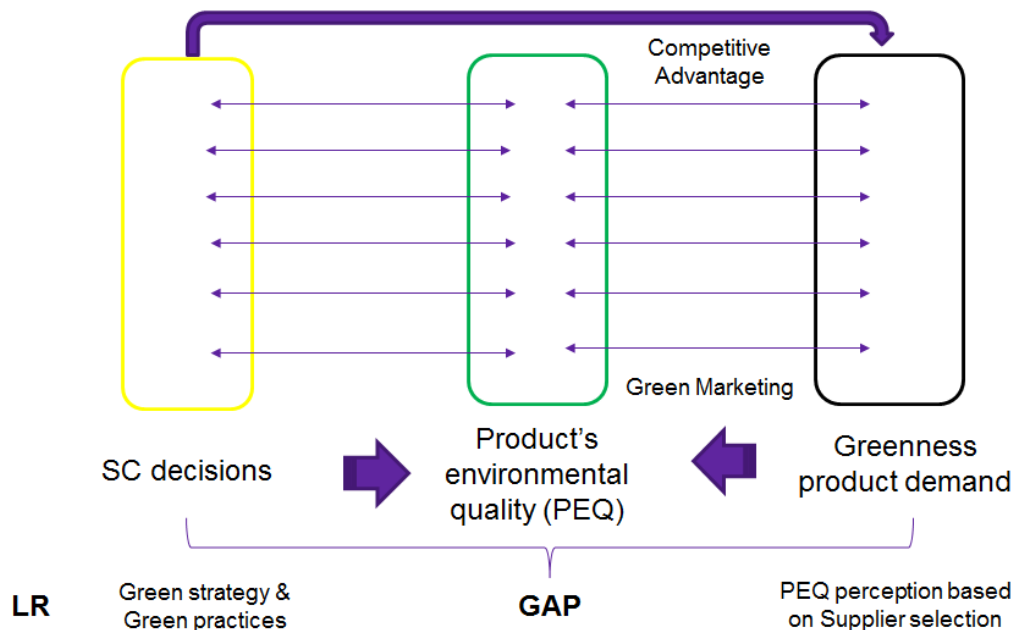 Competitive
Advantage
Green Marketing
SC decisions
Product’s
environmental
quality (PEQ)
Greenness
product demand
LR
Green strategy &
Green practices
GAP
PEQ perception based
on Supplier selection